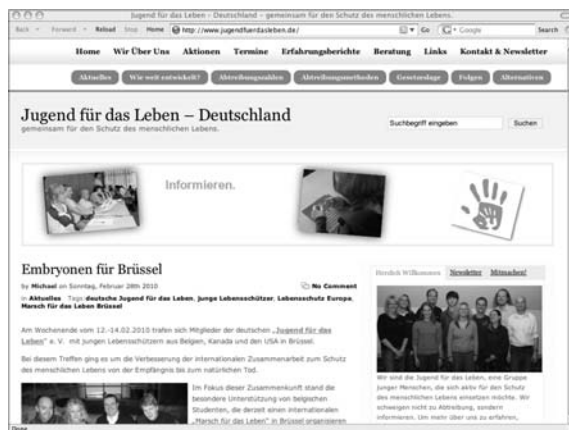 Jugend für das Leben – Deutschland – gemeinsam für den Schutz des menschlichen Lebens.
Back Forward Reload Stop Home http://www.jugendfuerdasleben.de/ Go Google Search
Home Wir Über Uns Aktionen Termine Erfahrungsberichte Beratung Links Kontakt & Newsletter
Aktuelles Wie weit entwickelt? Abtreibungszahlen Abtreibungsmethoden Gesetzeslage Folgen Alternativen
Jugend für das Leben – Deutschland
gemeinsam für den Schutz des menschlichen Lebens.
Suchbegriff eingeben Suchen
Informieren.
Embryonen für Brüssel
by Michael on Sonntag, Februar 28th 2010 No Comment
in Aktuelles Tags: deutsche Jugend für das Leben, junge Lebensschützer, Lebensschutz Europa,
Marsch für das Leben Brüssel
Am Wochenende vom 12.-14.02.2010 trafen sich Mitglieder der deutschen „Jugend für das
Leben" e. V. mit jungen Lebensschützern aus Belgien, Kanada und den USA in Brüssel.
Bei diesem Treffen ging es um die Verbesserung der internationalen Zusammenarbeit zum Schutz
des menschlichen Lebens von der Empfängnis bis zum natürlichen Tod.
Im Fokus dieser Zusammenkunft stand die
besondere Unterstützung von belgischen
Studenten, die derzeit einen internationalen
„Marsch für das Leben" in Brüssel organisieren
Herzlich Willkommen Newsletter Mitmachen!
Wir sind die Jugend für das Leben, eine Gruppe
junger Menschen, die sich aktiv für den Schutz
des menschlichen Lebens einsetzen möchte. Wir
schweigen nicht zu Abtreibung, sondern
informieren. Um mehr über uns zu erfahren,
Done